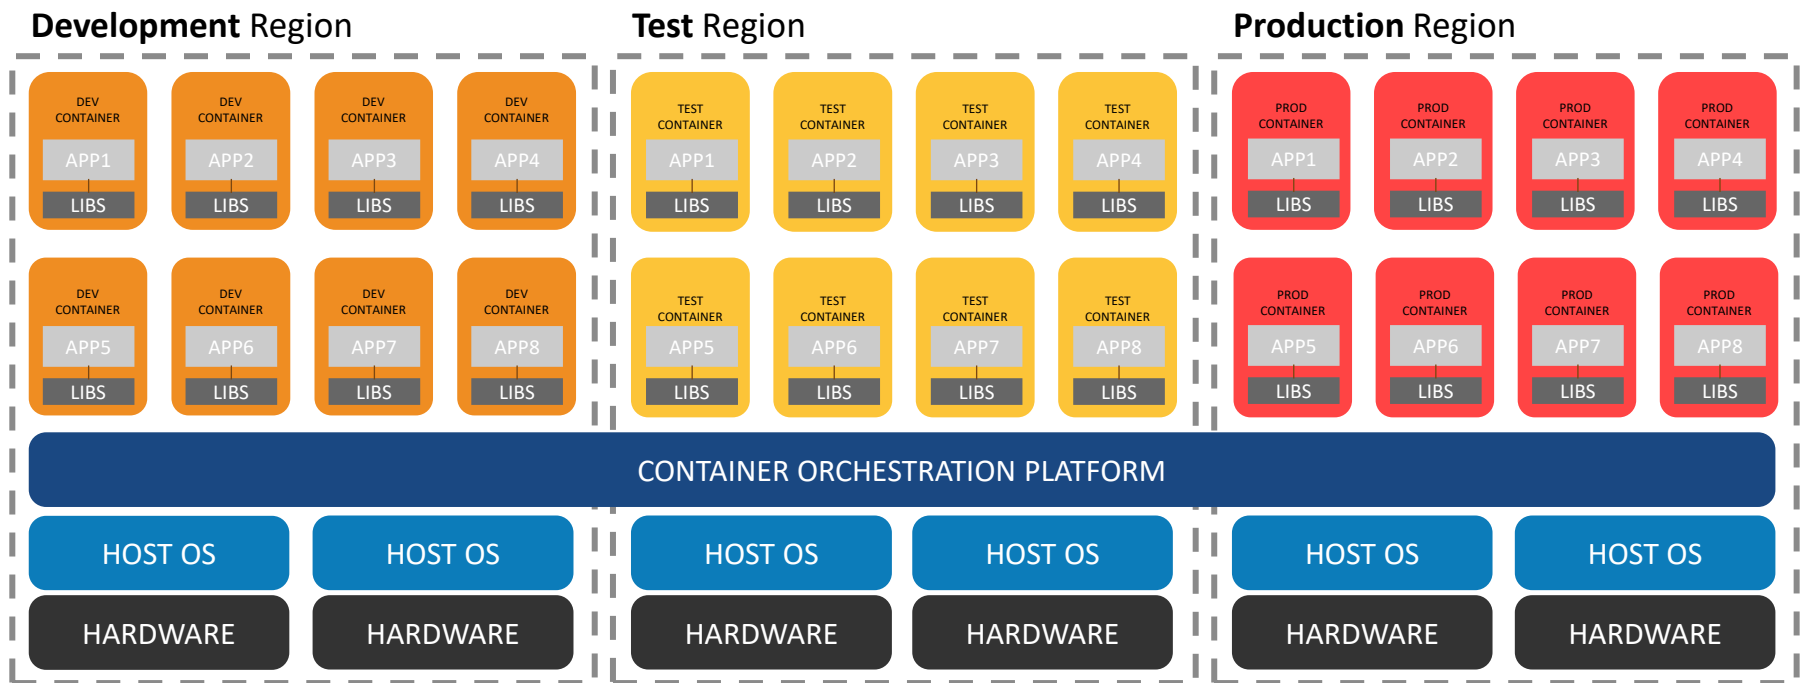 Development Region
Test Region
Production Region
DEV
CONTAINER
APP1
LIBS
DEV
CONTAINER
APP2
LIBS
DEV
CONTAINER
APP3
LIBS
DEV
CONTAINER
APP4
LIBS
TEST
CONTAINER
APP1
LIBS
TEST
CONTAINER
APP2
LIBS
TEST
CONTAINER
APP3
LIBS
TEST
CONTAINER
APP4
LIBS
PROD
CONTAINER
APP1
LIBS
PROD
CONTAINER
APP2
LIBS
PROD
CONTAINER
APP3
LIBS
PROD
CONTAINER
APP4
LIBS
DEV
CONTAINER
APP5
LIBS
DEV
CONTAINER
APP6
LIBS
DEV
CONTAINER
APP7
LIBS
DEV
CONTAINER
APP8
LIBS
TEST
CONTAINER
APP5
LIBS
TEST
CONTAINER
APP6
LIBS
TEST
CONTAINER
APP7
LIBS
TEST
CONTAINER
APP8
LIBS
PROD
CONTAINER
APP5
LIBS
PROD
CONTAINER
APP6
LIBS
PROD
CONTAINER
APP7
LIBS
PROD
CONTAINER
APP8
LIBS
CONTAINER ORCHESTRATION PLATFORM
HOST OS
HOST OS
HOST OS
HOST OS
HOST OS
HOST OS
HARDWARE
HARDWARE
HARDWARE
HARDWARE
HARDWARE
HARDWARE